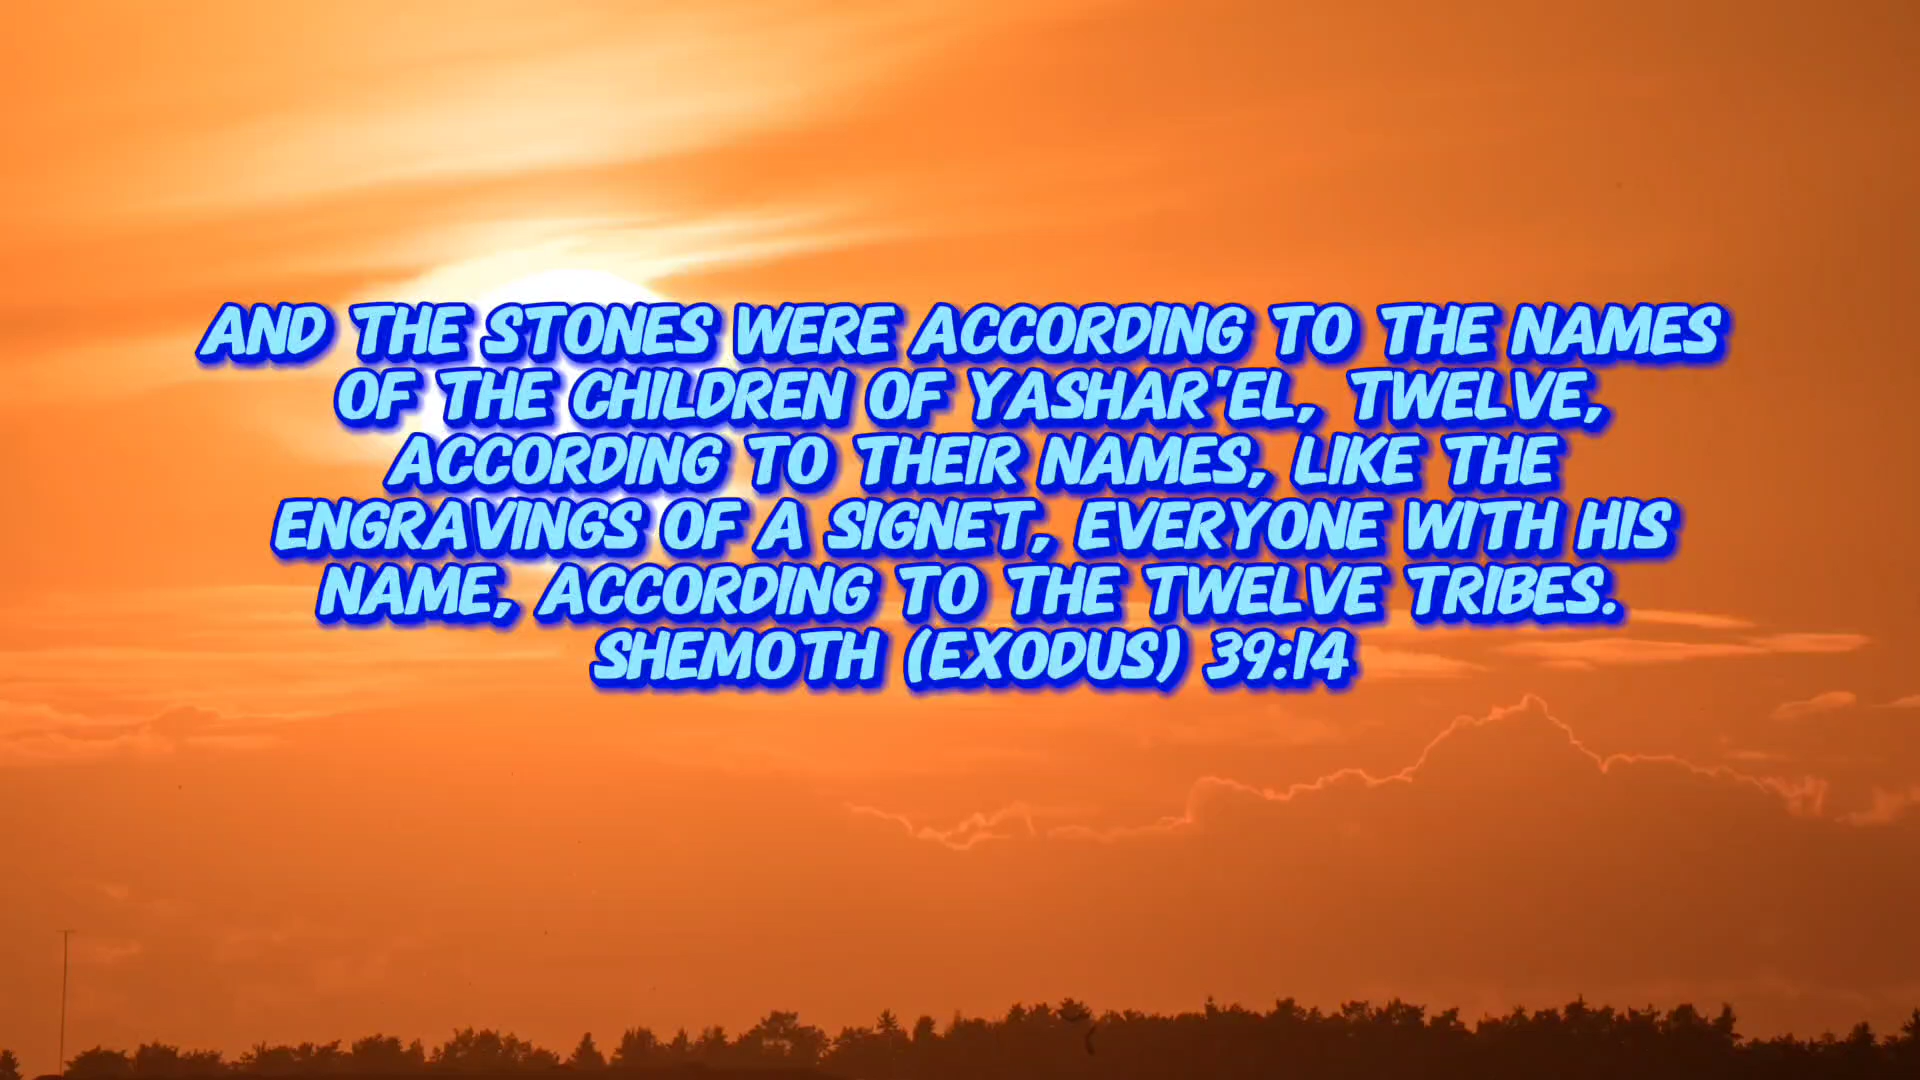 AND THE STONES WERE ACCORDING TO THE NAMES
OF THE CHILDREN OF YASHAR'EL, TWELVE,
ACCORDING TO THEIR NAMES, LIKE THE
ENGRAVINGS OF A SIGNET, EVERYONE WITH HIS
NAME, ACCORDING TO THE TWELVE TRIBES.
SHEMOTH (EXODUS) 39:14